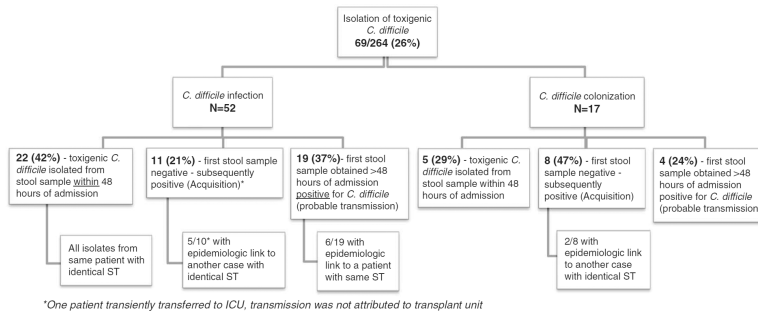 Isolation of toxigenic
C. difficile
69/264 (26%)
C. difficile infection
N=52
C. difficile colonization
N=17
22 (42%) - toxigenic C.
difficile isolated from
stool sample within 48
hours of admission
11 (21%) - first stool sample
negative - subsequently
positive (Acquisition)*
19 (37%)- first stool
sample obtained >48
hours of admission
positive for C. difficile
(probable transmission)
5 (29%) - toxigenic C.
difficile isolated from
stool sample within 48
hours of admission
8 (47%) - first stool
sample negative -
subsequently
positive (Acquisition)
4 (24%) - first stool
sample obtained >48
hours of admission
positive for C. difficile
(probable transmission)
All isolates from
same patient with
identical ST
5/10* with
epidemiologic link to
another case with
identical ST
6/19 with
epidemiologic link
to a patient
with same ST
2/8 with
epidemiologic link
to another case
with identical ST
*One patient transiently transferred to ICU, transmission was not attributed to transplant unit